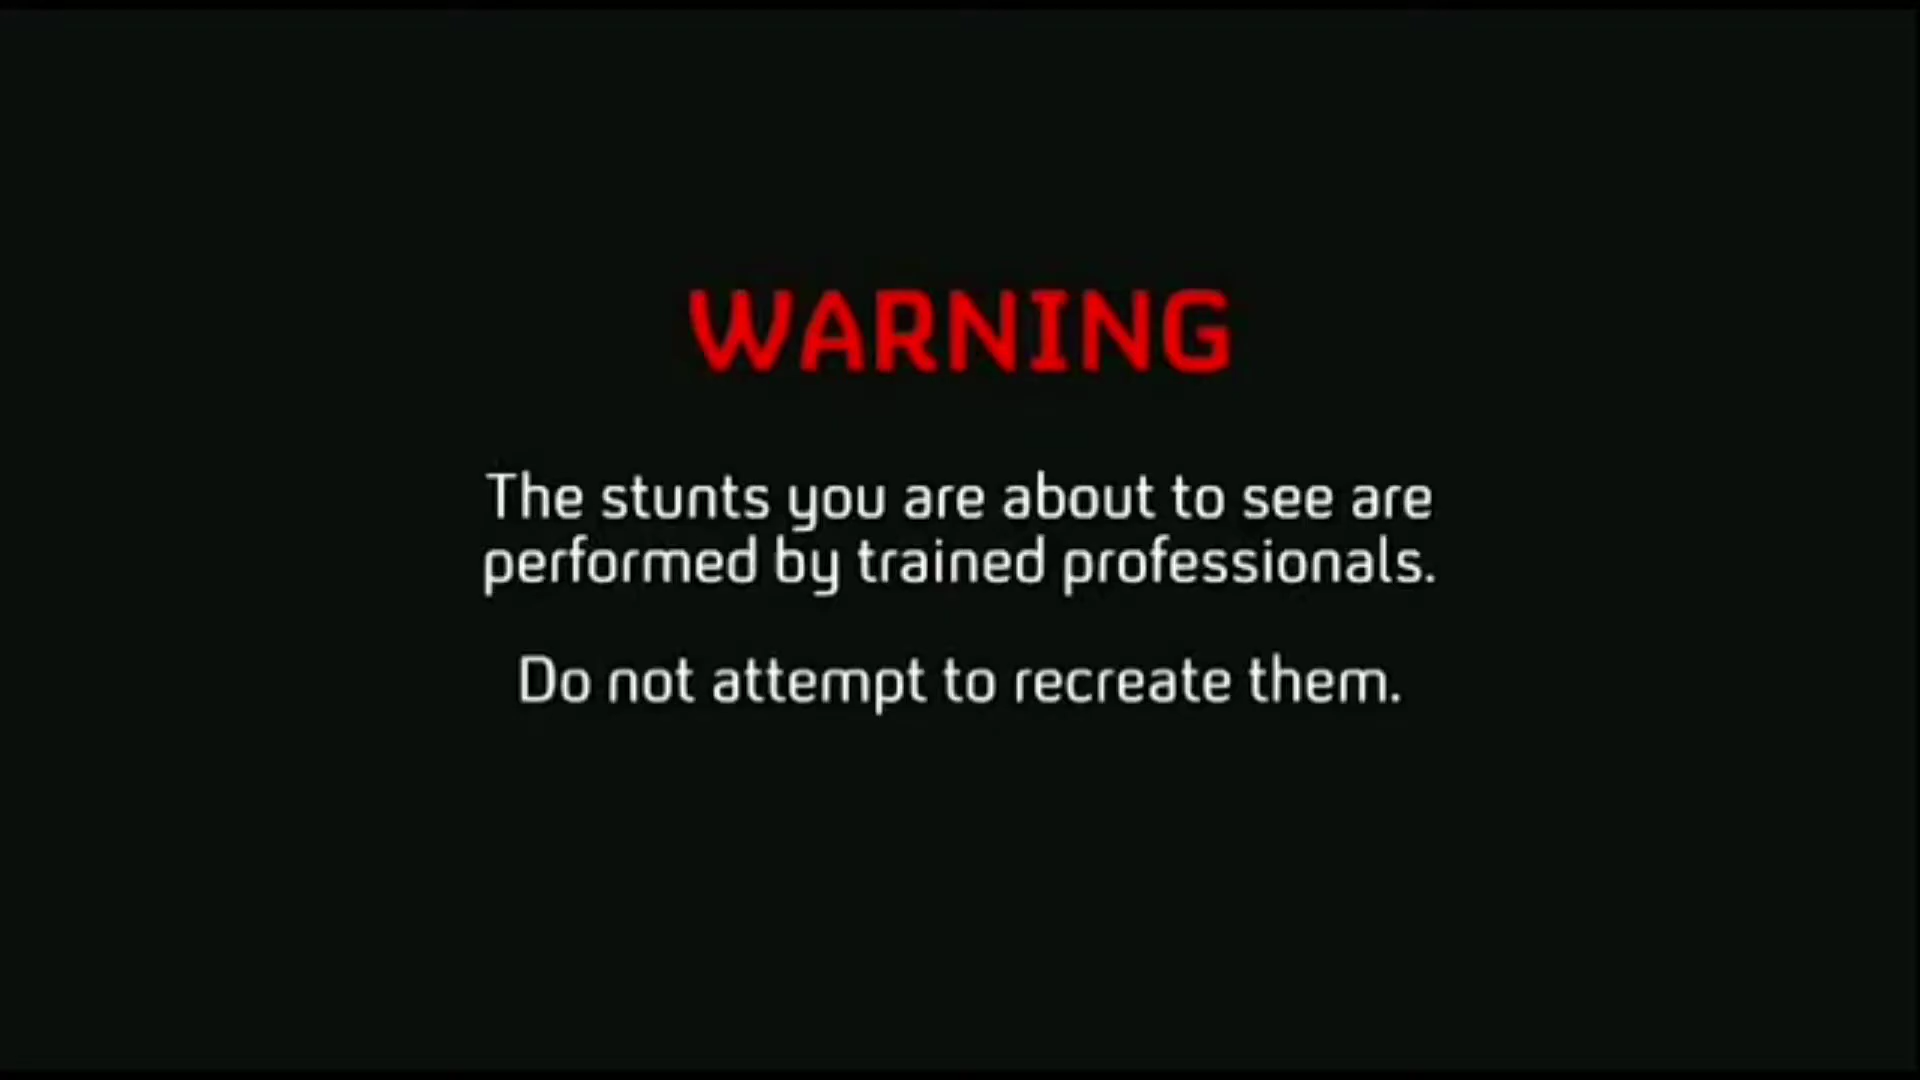 WARNING
The stunts you are about to see are
performed by trained professionals.
Do not attempt to recreate them.